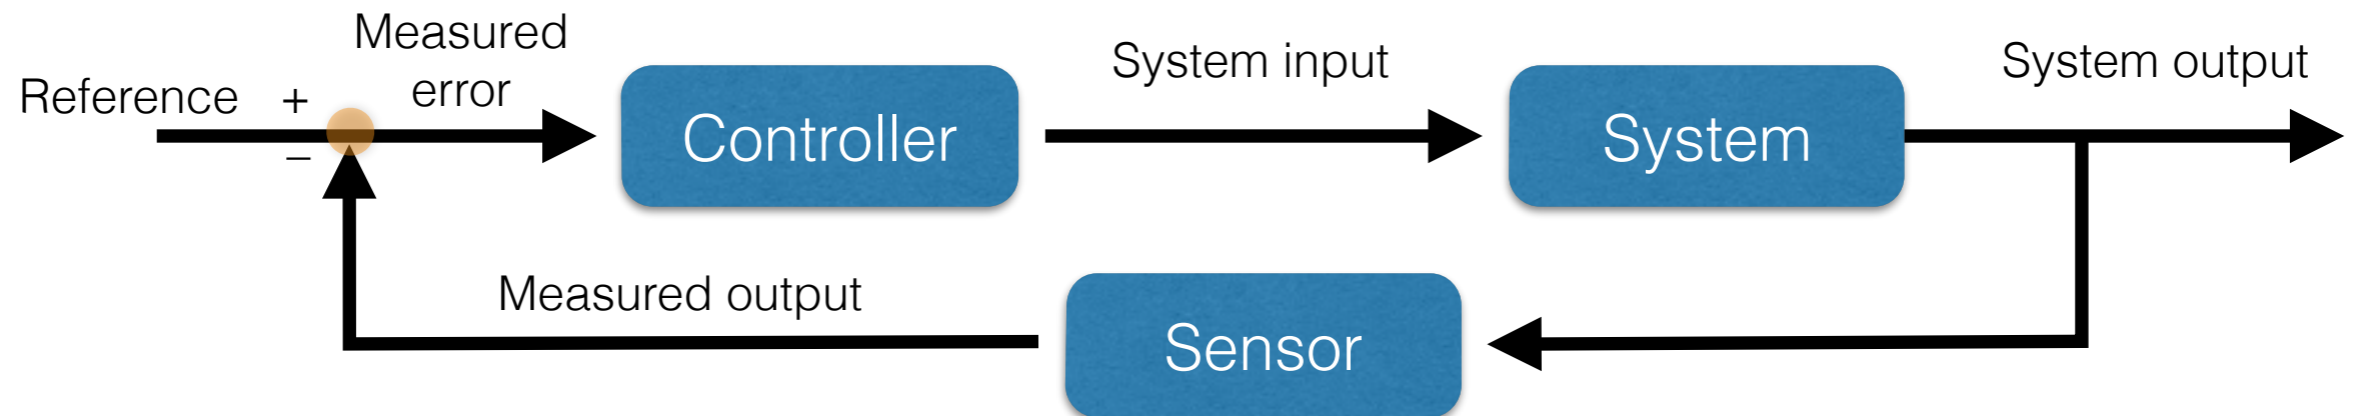 Measured
error
Reference
+
–
Controller
System input
System
System output
Measured output
Sensor